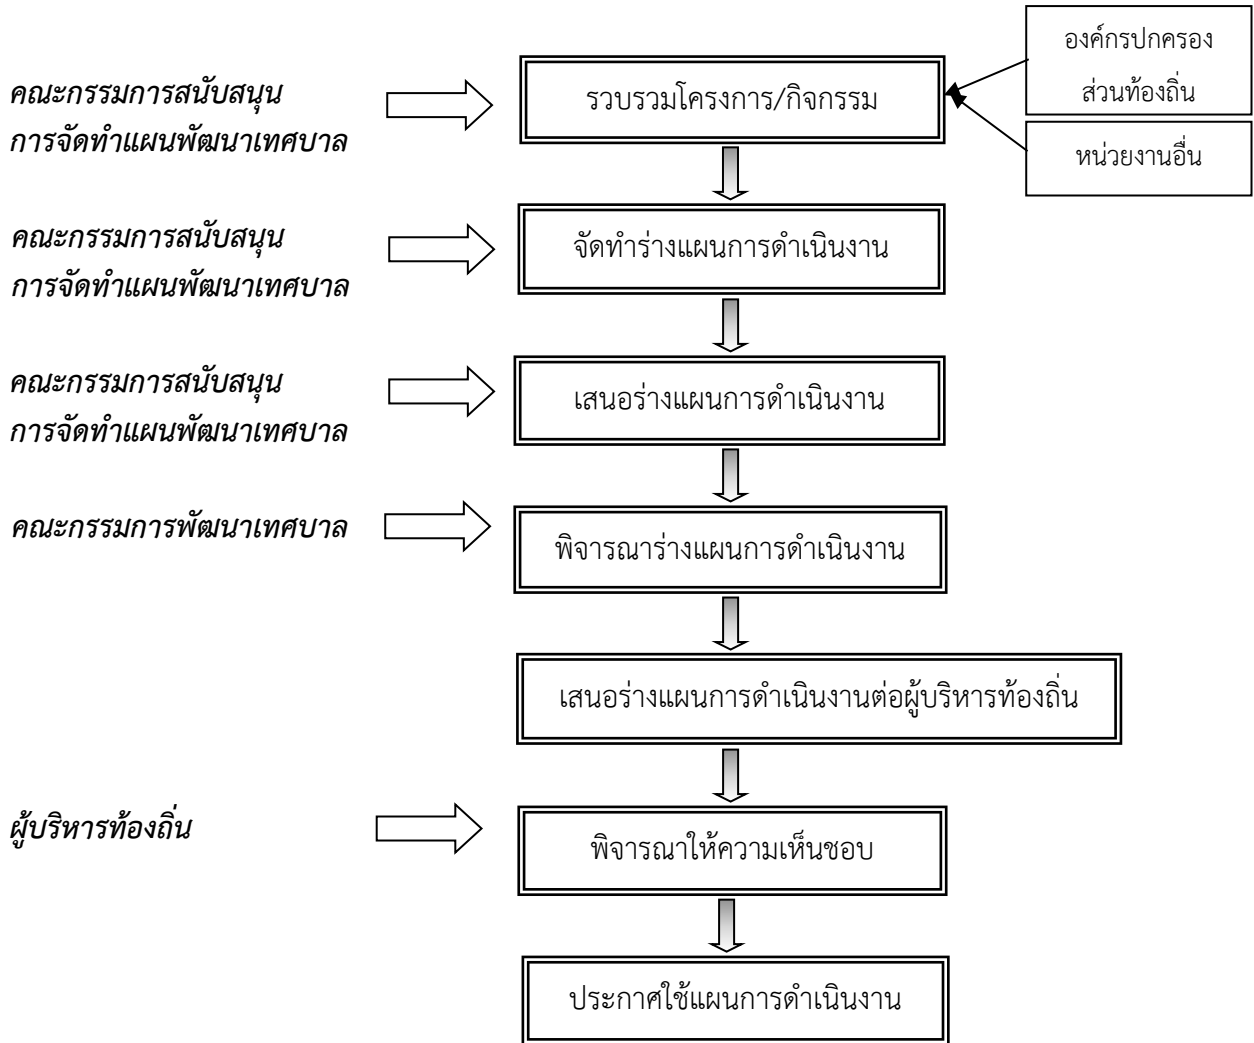 องค์กรปกครอง
ส่วนท้องถิ่น
คณะกรรมการสนับสนุน
การจัดทำแผนพัฒนาเทศบาล
รวบรวมโครงการ/กิจกรรม
หน่วยงานอื่น
คณะกรรมการสนับสนุน
การจัดทำแผนพัฒนาเทศบาล
จัดทำร่างแผนการดำเนินงาน
คณะกรรมการสนับสนุน
การจัดทำแผนพัฒนาเทศบาล
เสนอร่างแผนการดำเนินงาน
คณะกรรมการพัฒนาเทศบาล
พิจารณาร่างแผนการดำเนินงาน
เสนอร่างแผนการดำเนินงานต่อผู้บริหารท้องถิ่น
ผู้บริหารท้องถิ่น
พิจารณาให้ความเห็นชอบ
ประกาศใช้แผนการดำเนินงาน